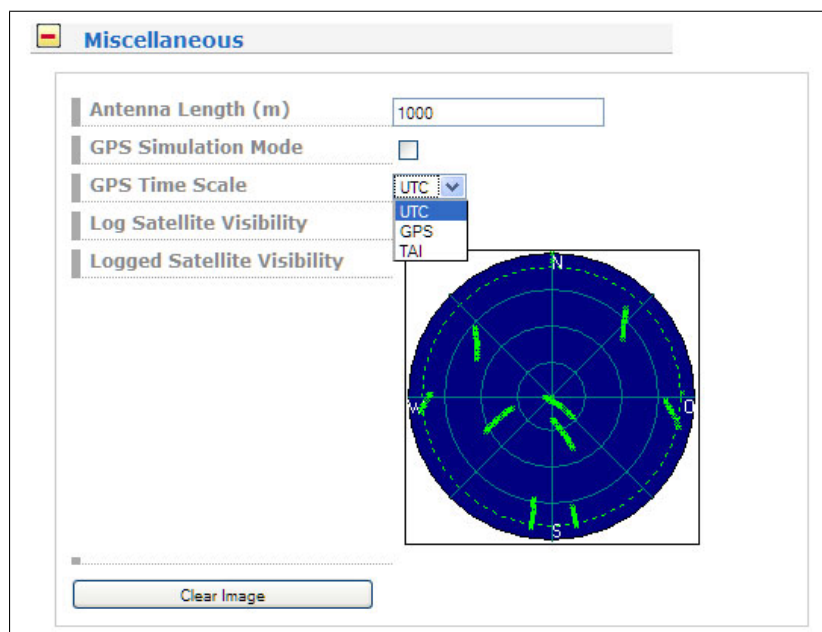 Miscellaneous
Antenna Length (m) 1000
GPS Simulation Mode
GPS Time Scale UTC
UTC
Log Satellite Visibility GPS
TAI
Logged Satellite Visibility
N
W O
S
Clear Image